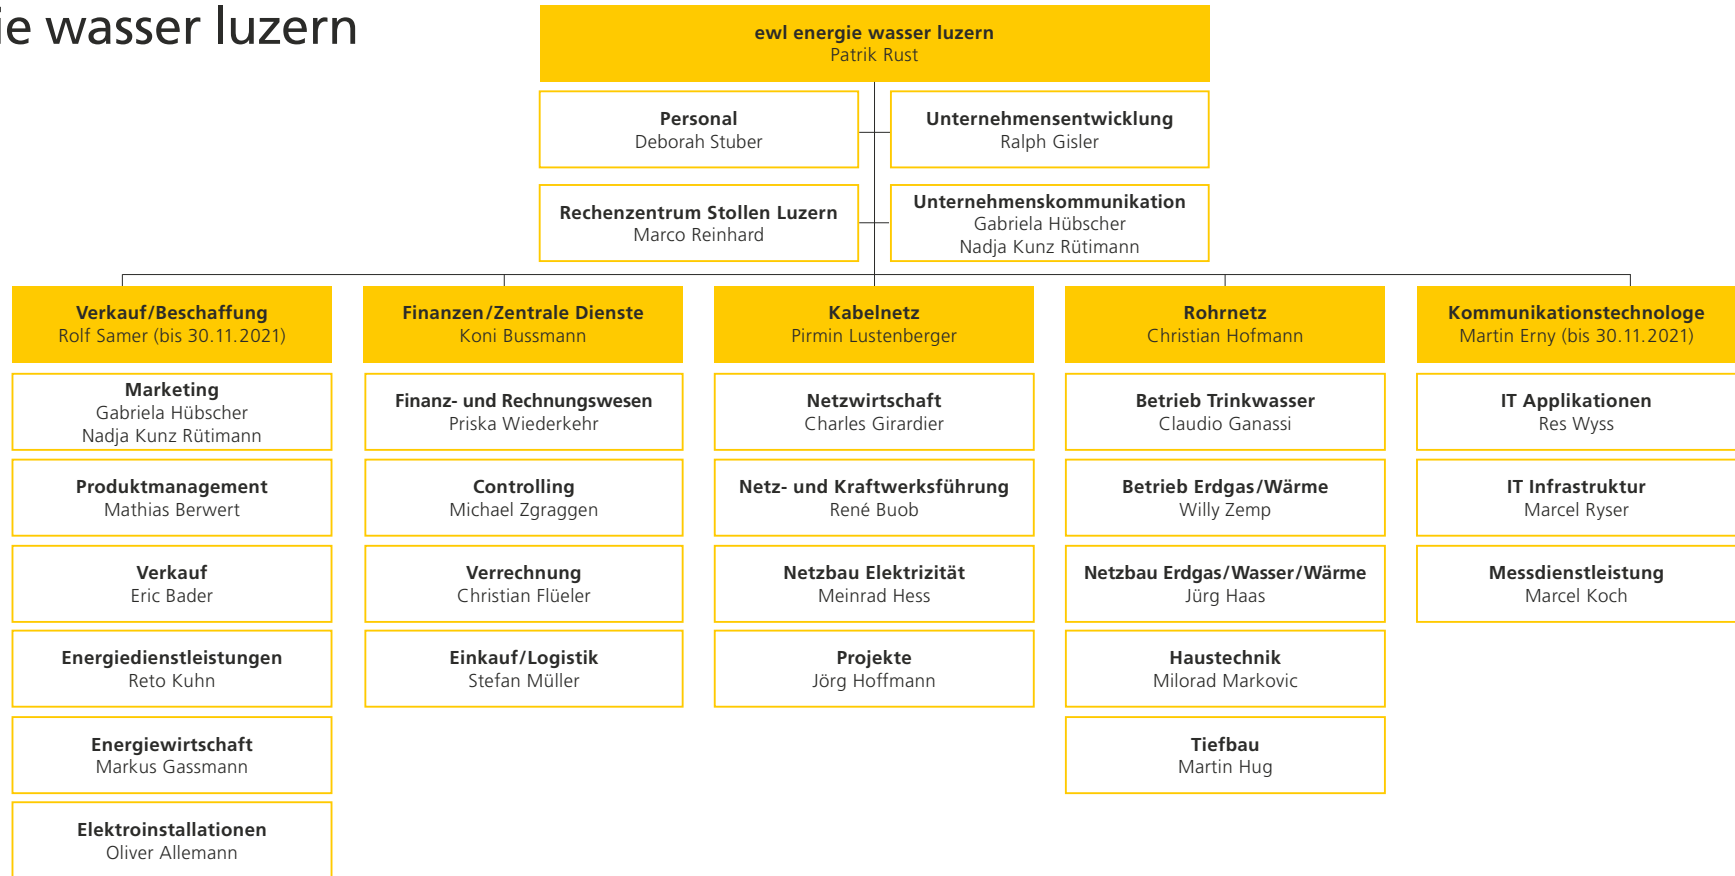 ie wasser luzern
ewl energie wasser luzern
Patrik Rust
Personal
Deborah Stuber
Unternehmensentwicklung
Ralph Gisler
Rechenzentrum Stollen Luzern
Marco Reinhard
Unternehmenskommunikation
Gabriela Hübscher
Nadja Kunz Rütimann
Verkauf/Beschaffung
Rolf Samer (bis 30.11.2021)
Marketing
Gabriela Hübscher
Nadja Kunz Rütimann
Produktmanagement
Mathias Berwert
Verkauf
Eric Bader
Energiedienstleistungen
Reto Kuhn
Energiewirtschaft
Markus Gassmann
Elektroinstallationen
Oliver Allemann
Finanzen/Zentrale Dienste
Koni Bussmann
Finanz- und Rechnungswesen
Priska Wiederkehr
Controlling
Michael Zgraggen
Verrechnung
Christian Flüeler
Einkauf/Logistik
Stefan Müller
Kabelnetz
Pirmin Lustenberger
Netzwirtschaft
Charles Girardier
Netz- und Kraftwerksführung
René Buob
Netzbau Elektrizität
Meinrad Hess
Projekte
Jörg Hoffmann
Rohrnetz
Christian Hofmann
Betrieb Trinkwasser
Claudio Ganassi
Betrieb Erdgas/Wärme
Willy Zemp
Netzbau Erdgas/Wasser/Wärme
Jürg Haas
Haustechnik
Milorad Markovic
Tiefbau
Martin Hug
Kommunikationstechnologe
Martin Erny (bis 30.11.2021)
IT Applikationen
Res Wyss
IT Infrastruktur
Marcel Ryser
Messdienstleistung
Marcel Koch